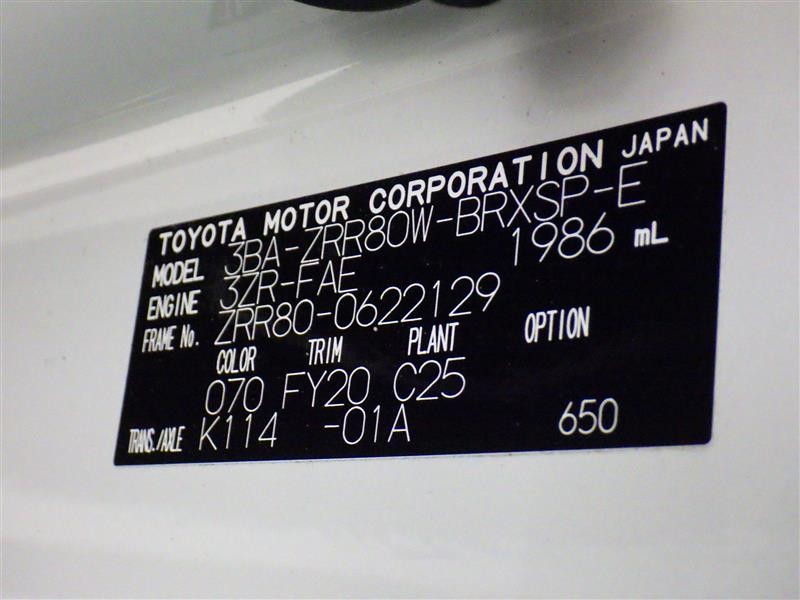 TOYOTA MOTOR CORPORATION JAPAN
MODEL 3BA-ZRR80W-BRXSP-E
ENGINE 3ZR-FAE 1986 mL
FRAME No. ZRR80-0622129
COLOR TRIM PLANT OPTION
070 FY20 C25
TRANS./AXLE K114 -01A 650